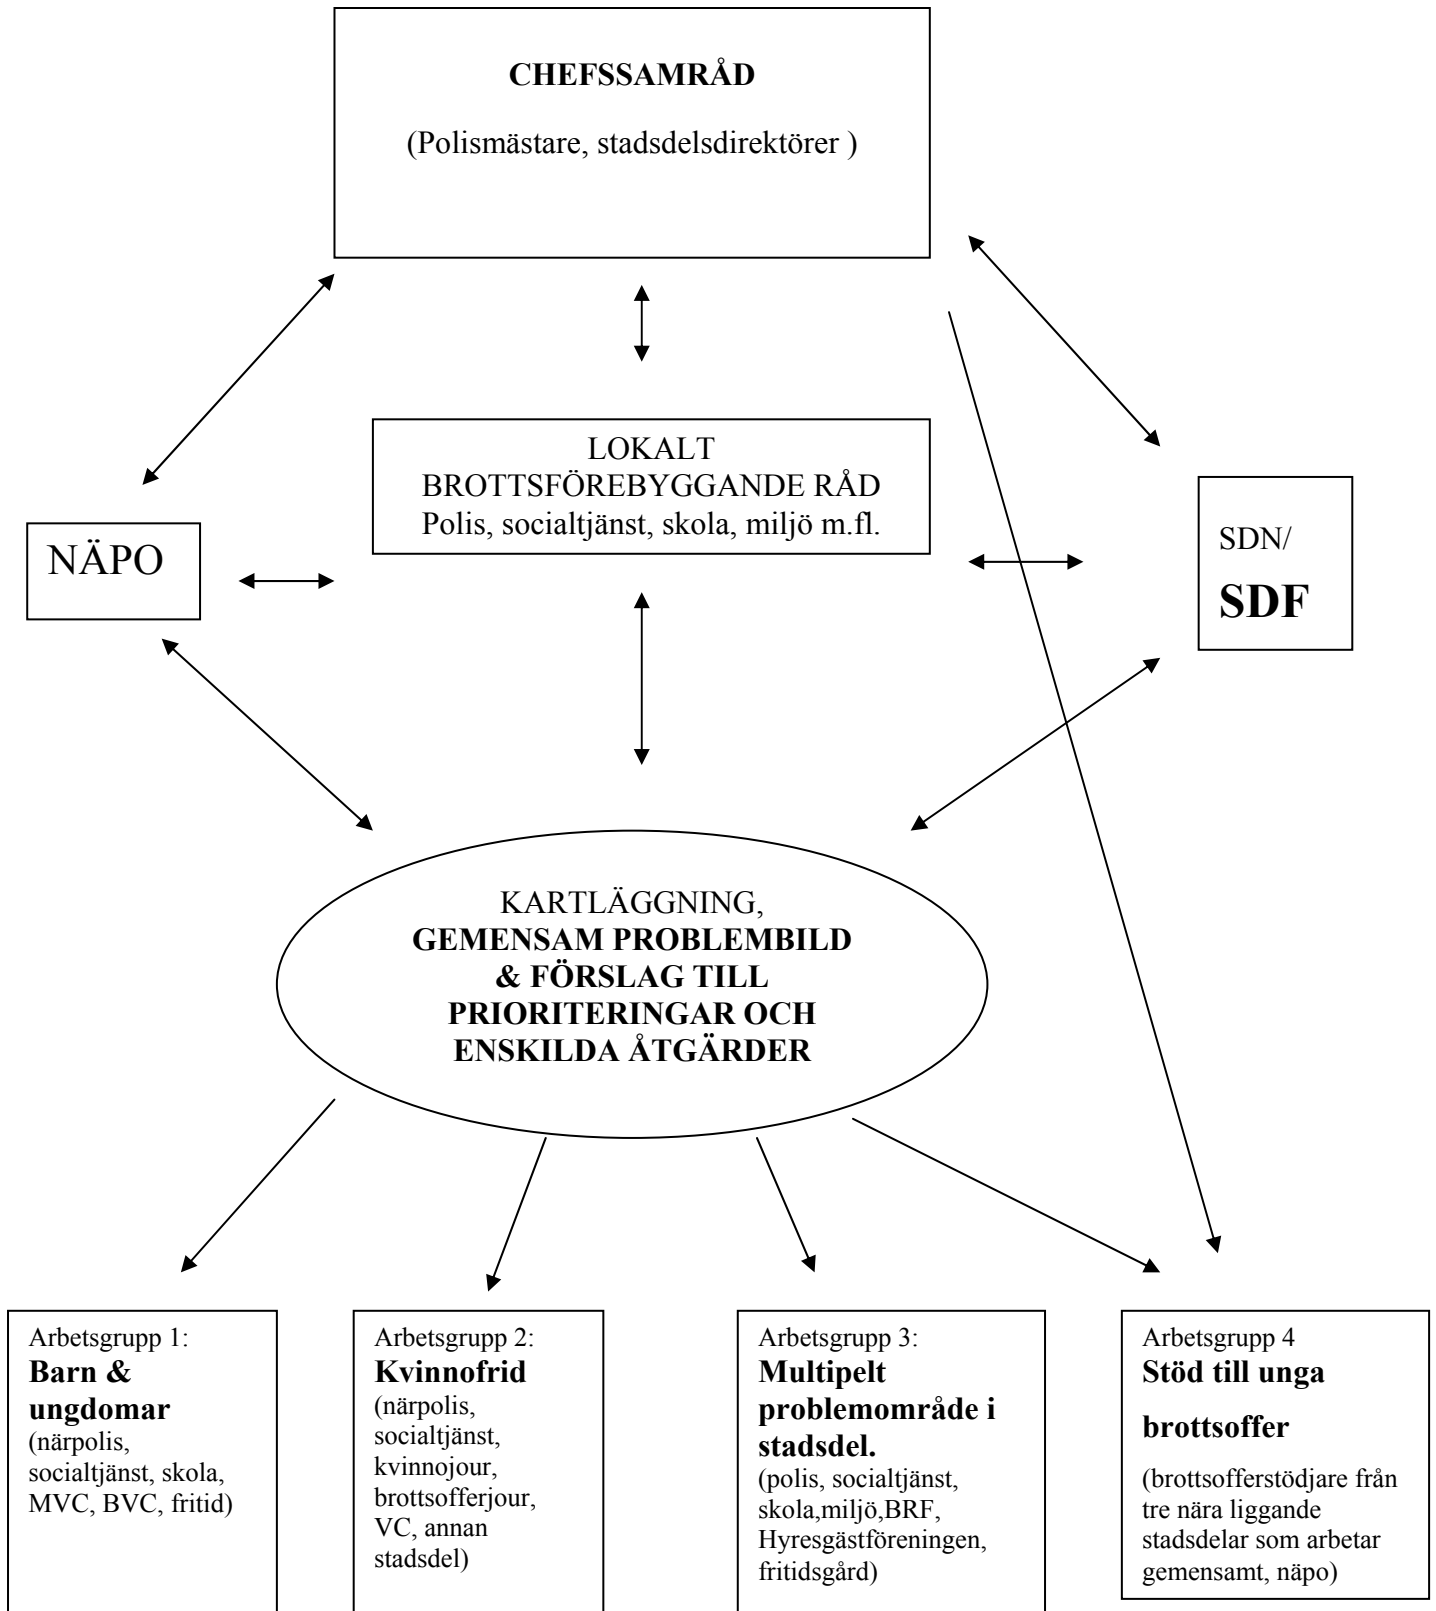 CHEFSSAMRÅD
(Polismästare, stadsdelsdirektörer )
LOKALT
BROTTSFÖREBYGGANDE RÅD
Polis, socialtjänst, skola, miljö m.fl.
NÄPO
SDN/
SDF
KARTLÄGGNING,
GEMENSAM PROBLEMBILD
& FÖRSLAG TILL
PRIORITERINGAR OCH
ENSKILDA ÅTGÄRDER
Arbetsgrupp 1:
Barn &
ungdomar
(närpolis,
socialtjänst, skola,
MVC, BVC, fritid)
Arbetsgrupp 2:
Kvinnofrid
(närpolis,
socialtjänst,
kvinnojour,
brottsofferjour,
VC, annan
stadsdel)
Arbetsgrupp 3:
Multipelt
problemområde i
stadsdel.
(polis, socialtjänst,
skola,miljö,BRF,
Hyresgästföreningen,
fritidsgård)
Arbetsgrupp 4
Stöd till unga
brottsoffer
(brottsofferstödjare från
tre nära liggande
stadsdelar som arbetar
gemensamt, näpo)